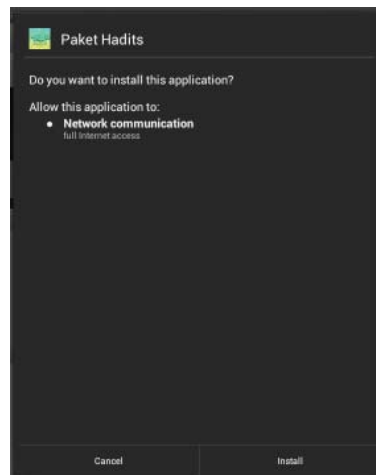 Paket Hadits
Do you want to install this application?
Allow this application to:
● Network communication
full Internet access
Cancel Install